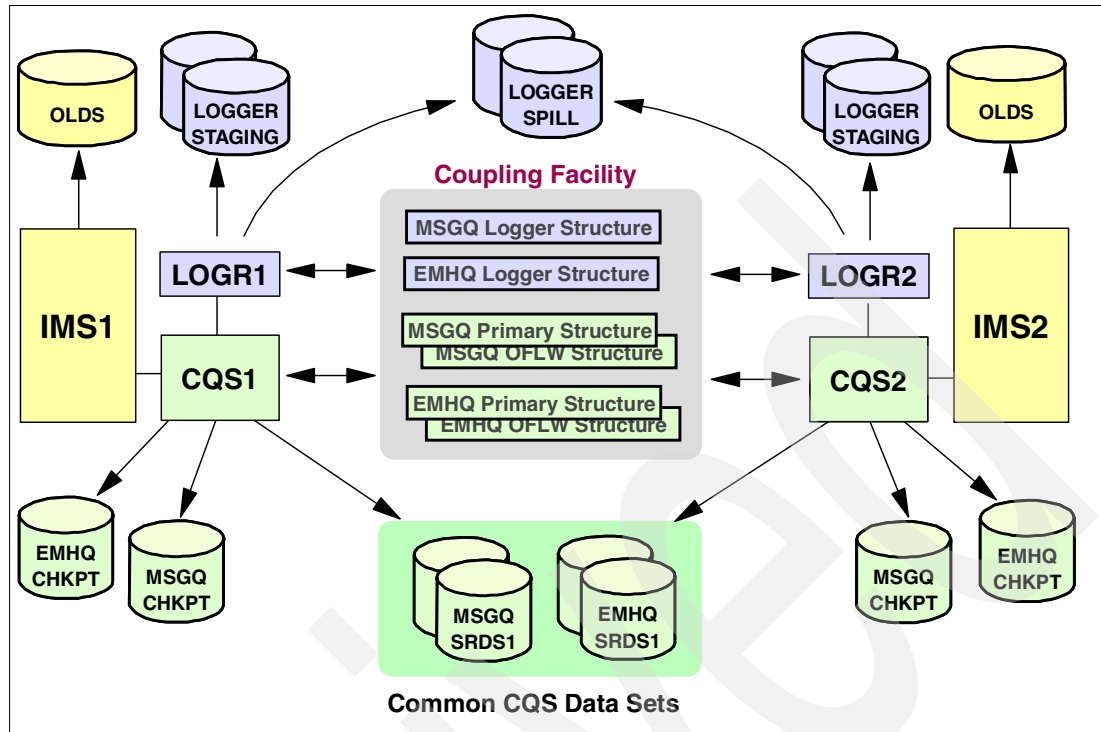 OLDS
LOGGER
STAGING
LOGGER
SPILL
LOGGER
STAGING
OLDS
Coupling Facility
MSGQ Logger Structure
EMHQ Logger Structure
MSGQ Primary Structure
MSGQ OFLW Structure
EMHQ Primary Structure
EMHQ OFLW Structure
LOGR1
LOGR2
IMS1
IMS2
CQS1
CQS2
EMHQ
CHKPT
MSGQ
CHKPT
MSGQ
SRDS1
EMHQ
SRDS1
MSGQ
CHKPT
EMHQ
CHKPT
Common CQS Data Sets